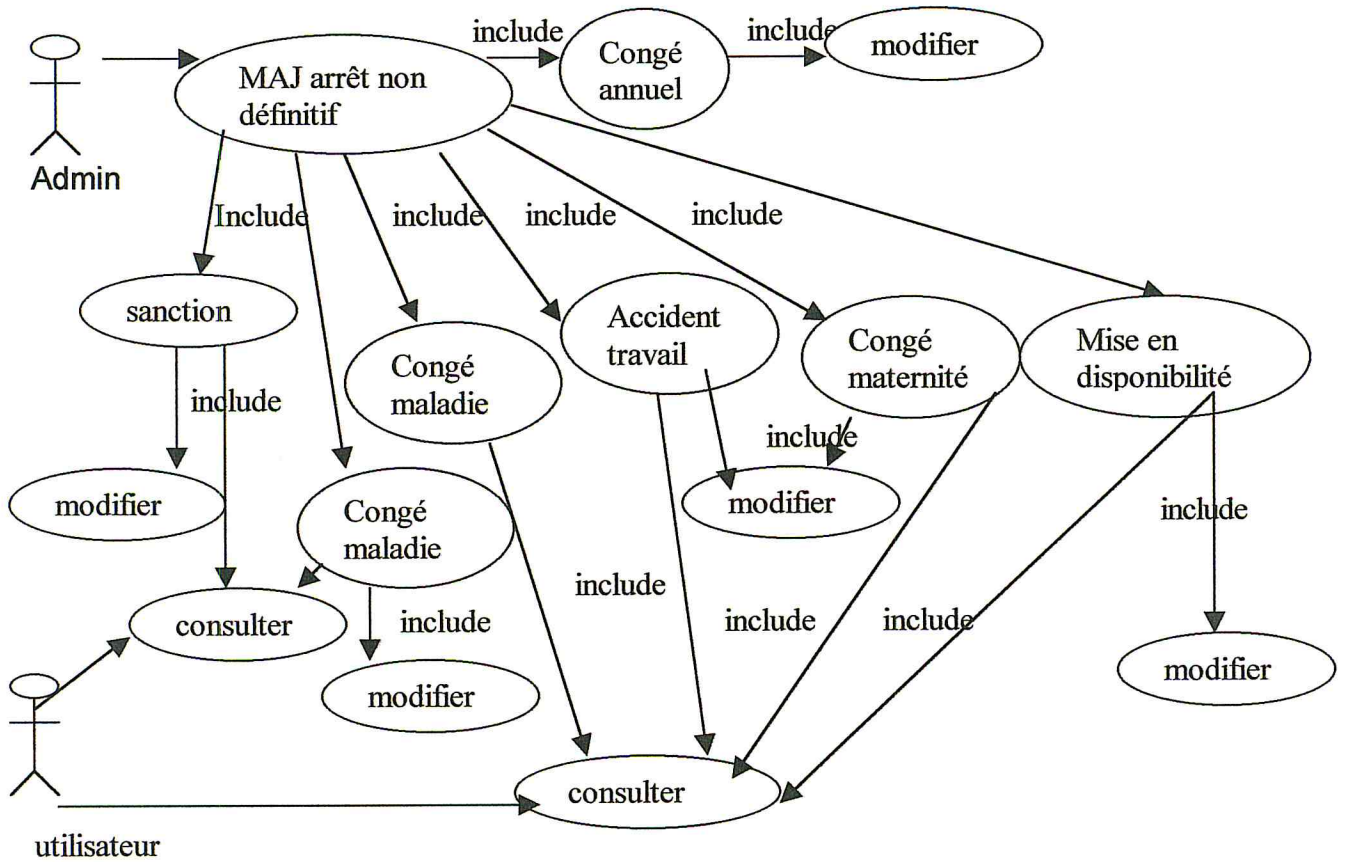 include
include
modifier
Congé
annuel
MAJ arrêt non
définitif
Admin
Include
include
include
include
sanction
Accident
travail
Congé
maternité
Mise en
disponibilité
Congé
maladie
include
include
modifier
Congé
maladie
modifier
include
include
consulter
include
include
include
modifier
modifier
consulter
utilisateur